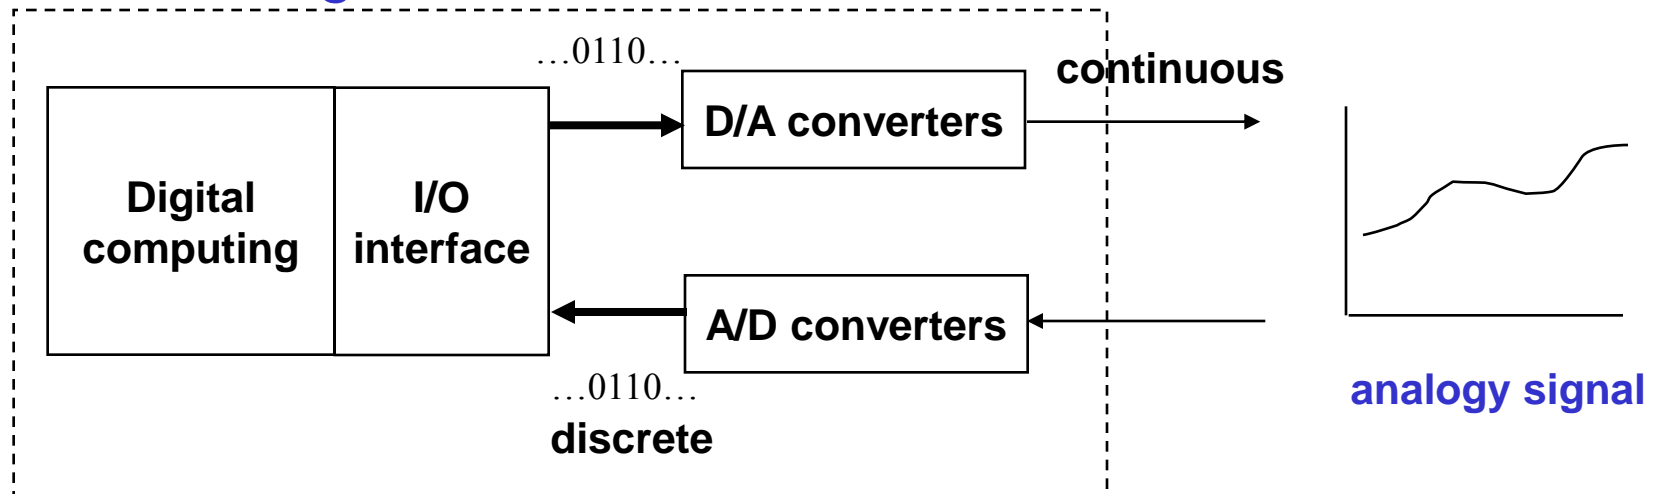 …0110…
continuous
D/A converters
Digital
computing
I/O
interface
A/D converters
…0110…
discrete
analogy signal